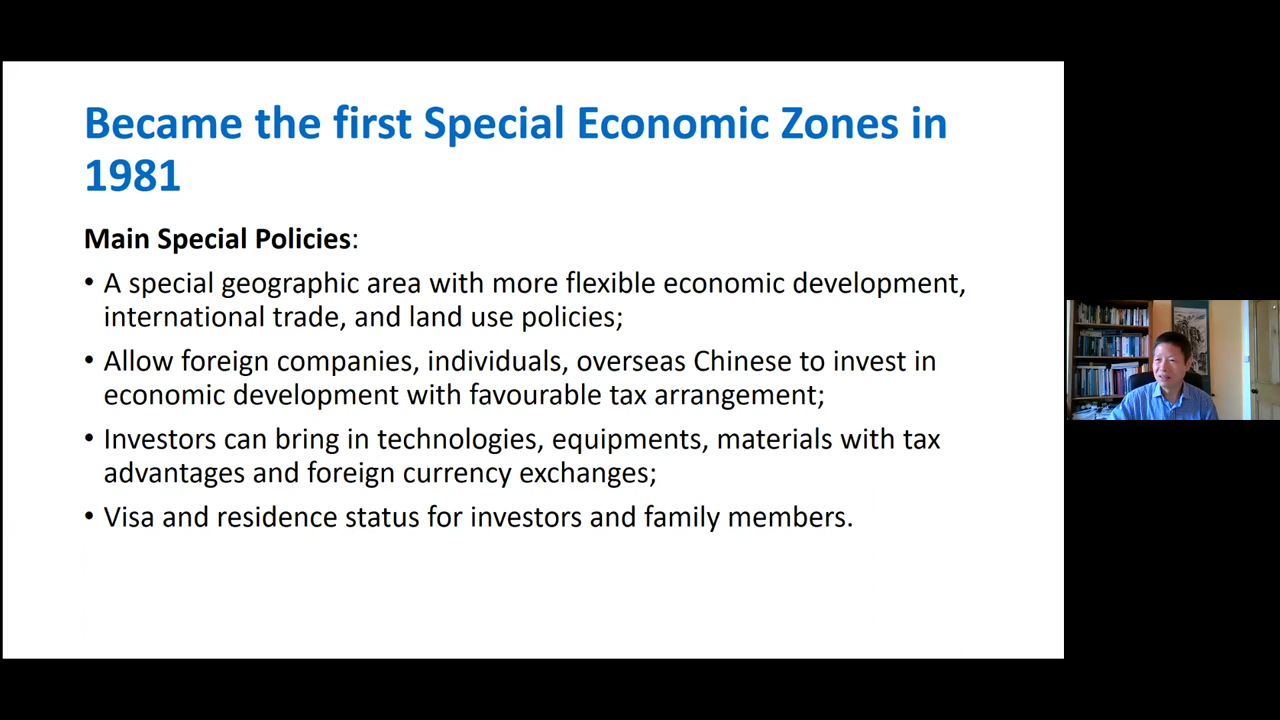 Became the first Special Economic Zones in
1981
Main Special Policies:
• A special geographic area with more flexible economic development,
international trade, and land use policies;
• Allow foreign companies, individuals, overseas Chinese to invest in
economic development with favourable tax arrangement;
• Investors can bring in technologies, equipments, materials with tax
advantages and foreign currency exchanges;
• Visa and residence status for investors and family members.